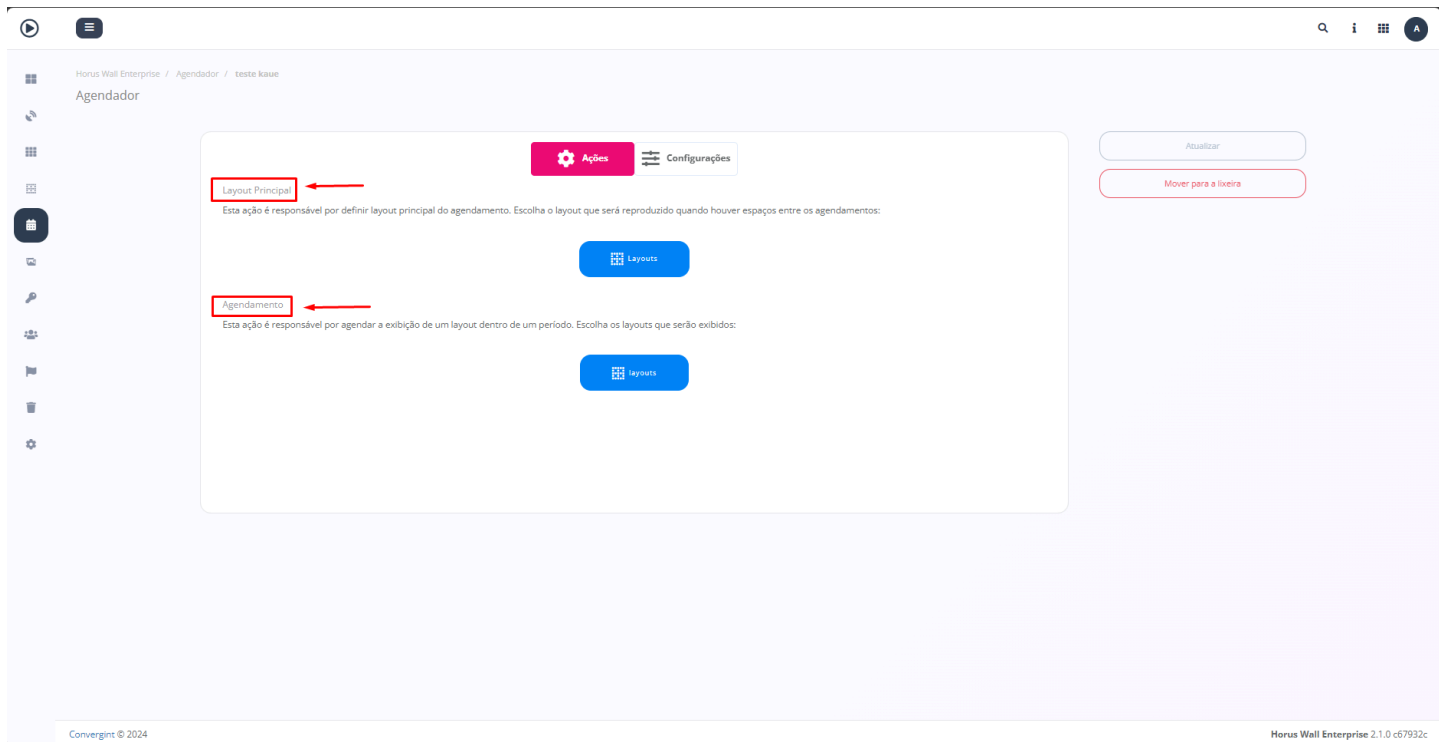 A
Horus Wall Enterprise / Agendador / teste kaue
Agendador
Ações
Configurações
Atualizar
Mover para a lixeira
Layout Principal
Esta ação é responsável por definir layout principal do agendamento. Escolha o layout que será reproduzido quando houver espaços entre os agendamentos:
Layouts
Agendamento
Esta ação é responsável por agendar a exibição de um layout dentro de um período. Escolha os layouts que serão exibidos:
layouts
Convergint © 2024
Horus Wall Enterprise 2.1.0 c67932c